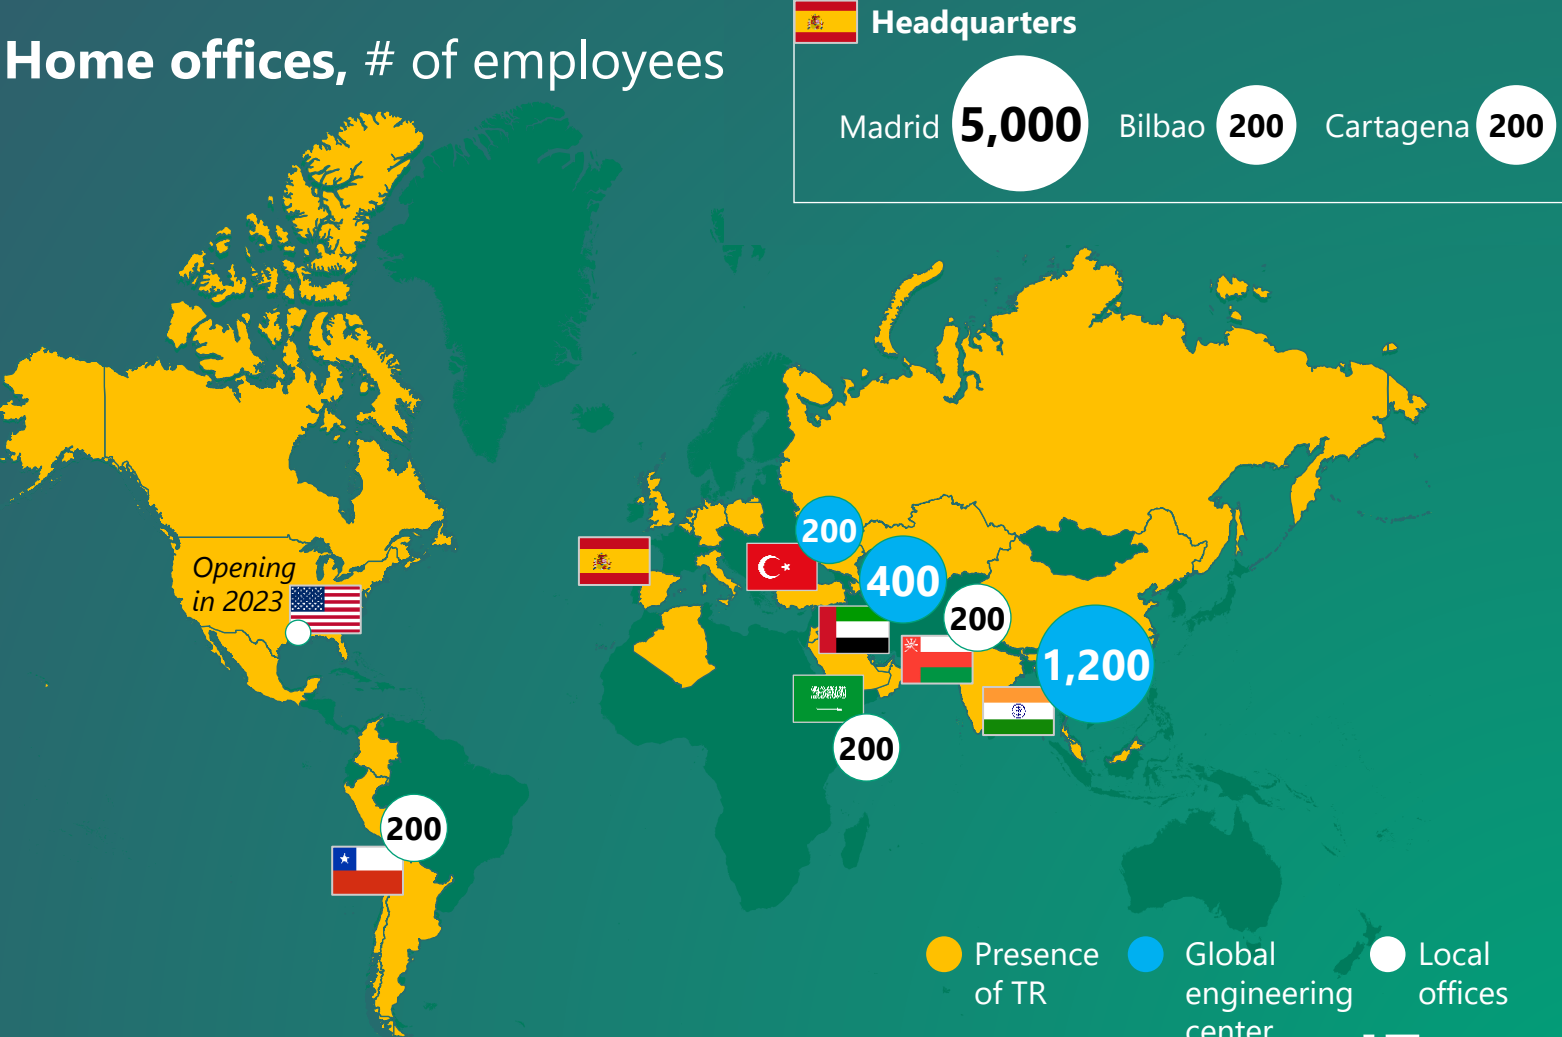 Headquarters
Home offices, # of employees
Madrid 5,000 Bilbao 200 Cartagena 200
200
Opening
in 2023
400
200
1,200
200
200
Presence
of TR
Global
engineering
center
Local
offices